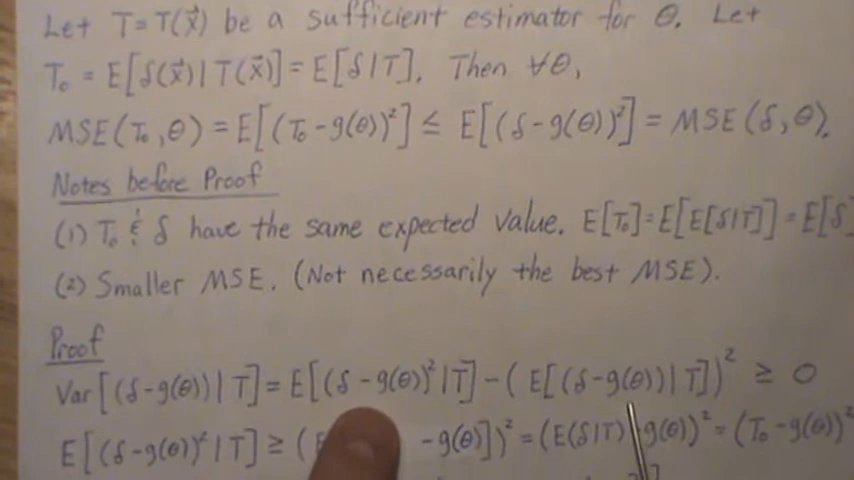 Let T = T(x⃗) be a sufficient estimator for θ. Let
T₀ = E[δ(x⃗) | T(x⃗)] = E[δ|T]. Then ∀θ,
MSE(T₀, θ) = E[(T₀ - g(θ))²] ≤ E[(δ - g(θ))²] = MSE(δ, θ).
Notes before Proof
(1) T₀ & δ have the same expected value. E[T₀] = E[E[δ|T]] = E[δ]
(2) Smaller MSE. (Not necessarily the best MSE).
Proof
Var[(δ - g(θ)) | T] = E[(δ - g(θ))² | T] - (E[(δ - g(θ)) | T])² ≥ 0
E[(δ - g(θ))² | T] ≥ (E - g(θ)])² = (E(δ|T) g(θ))² = (T₀ - g(θ))²